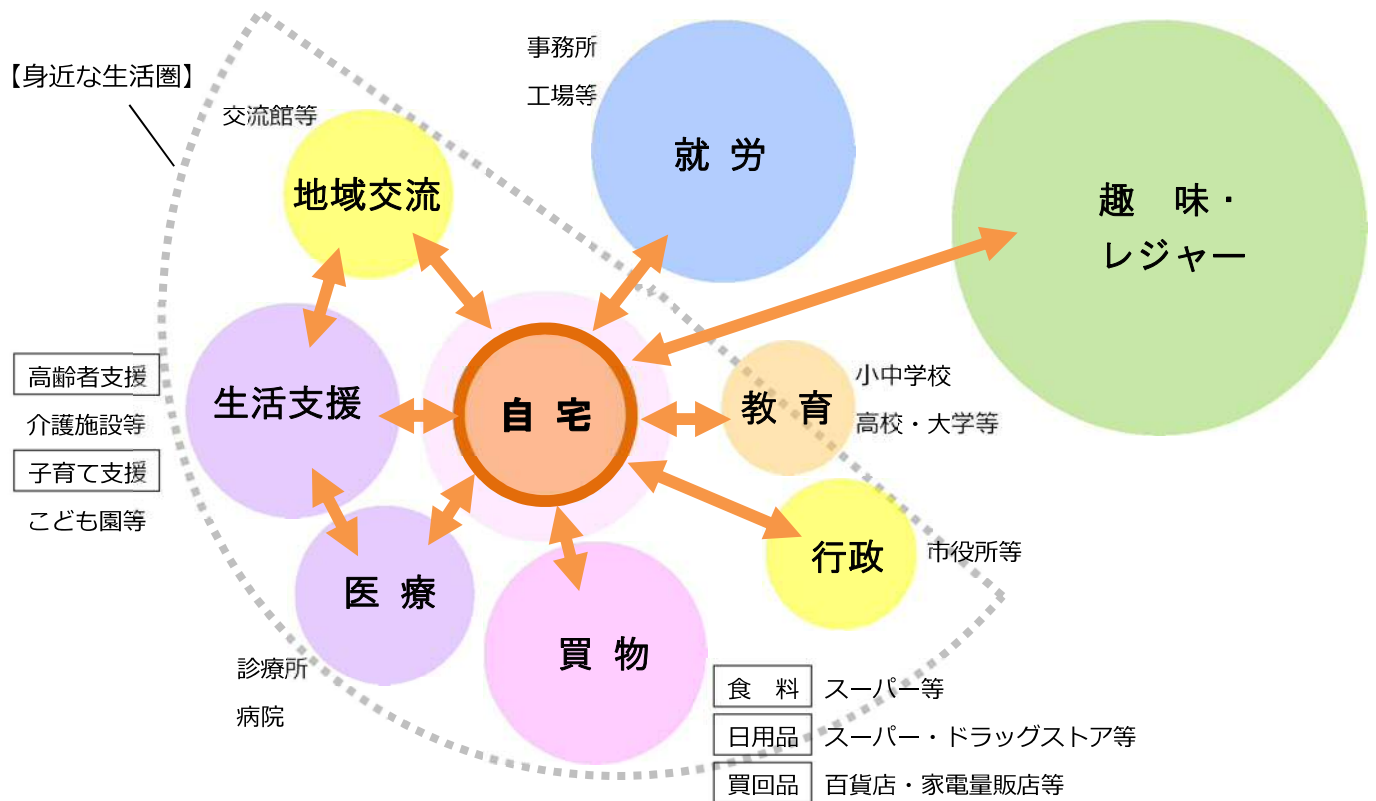 【身近な生活圏】
交流館等
地域交流
事務所
工場等
就 労
趣　味・
レジャー
高齢者支援
介護施設等
子育て支援
こども園等
生活支援
自 宅
教 育
小中学校
高校・大学等
行政
市役所等
医 療
診療所
病院
買 物
食　料 スーパー等
日用品 スーパー・ドラッグストア等
買回品 百貨店・家電量販店等